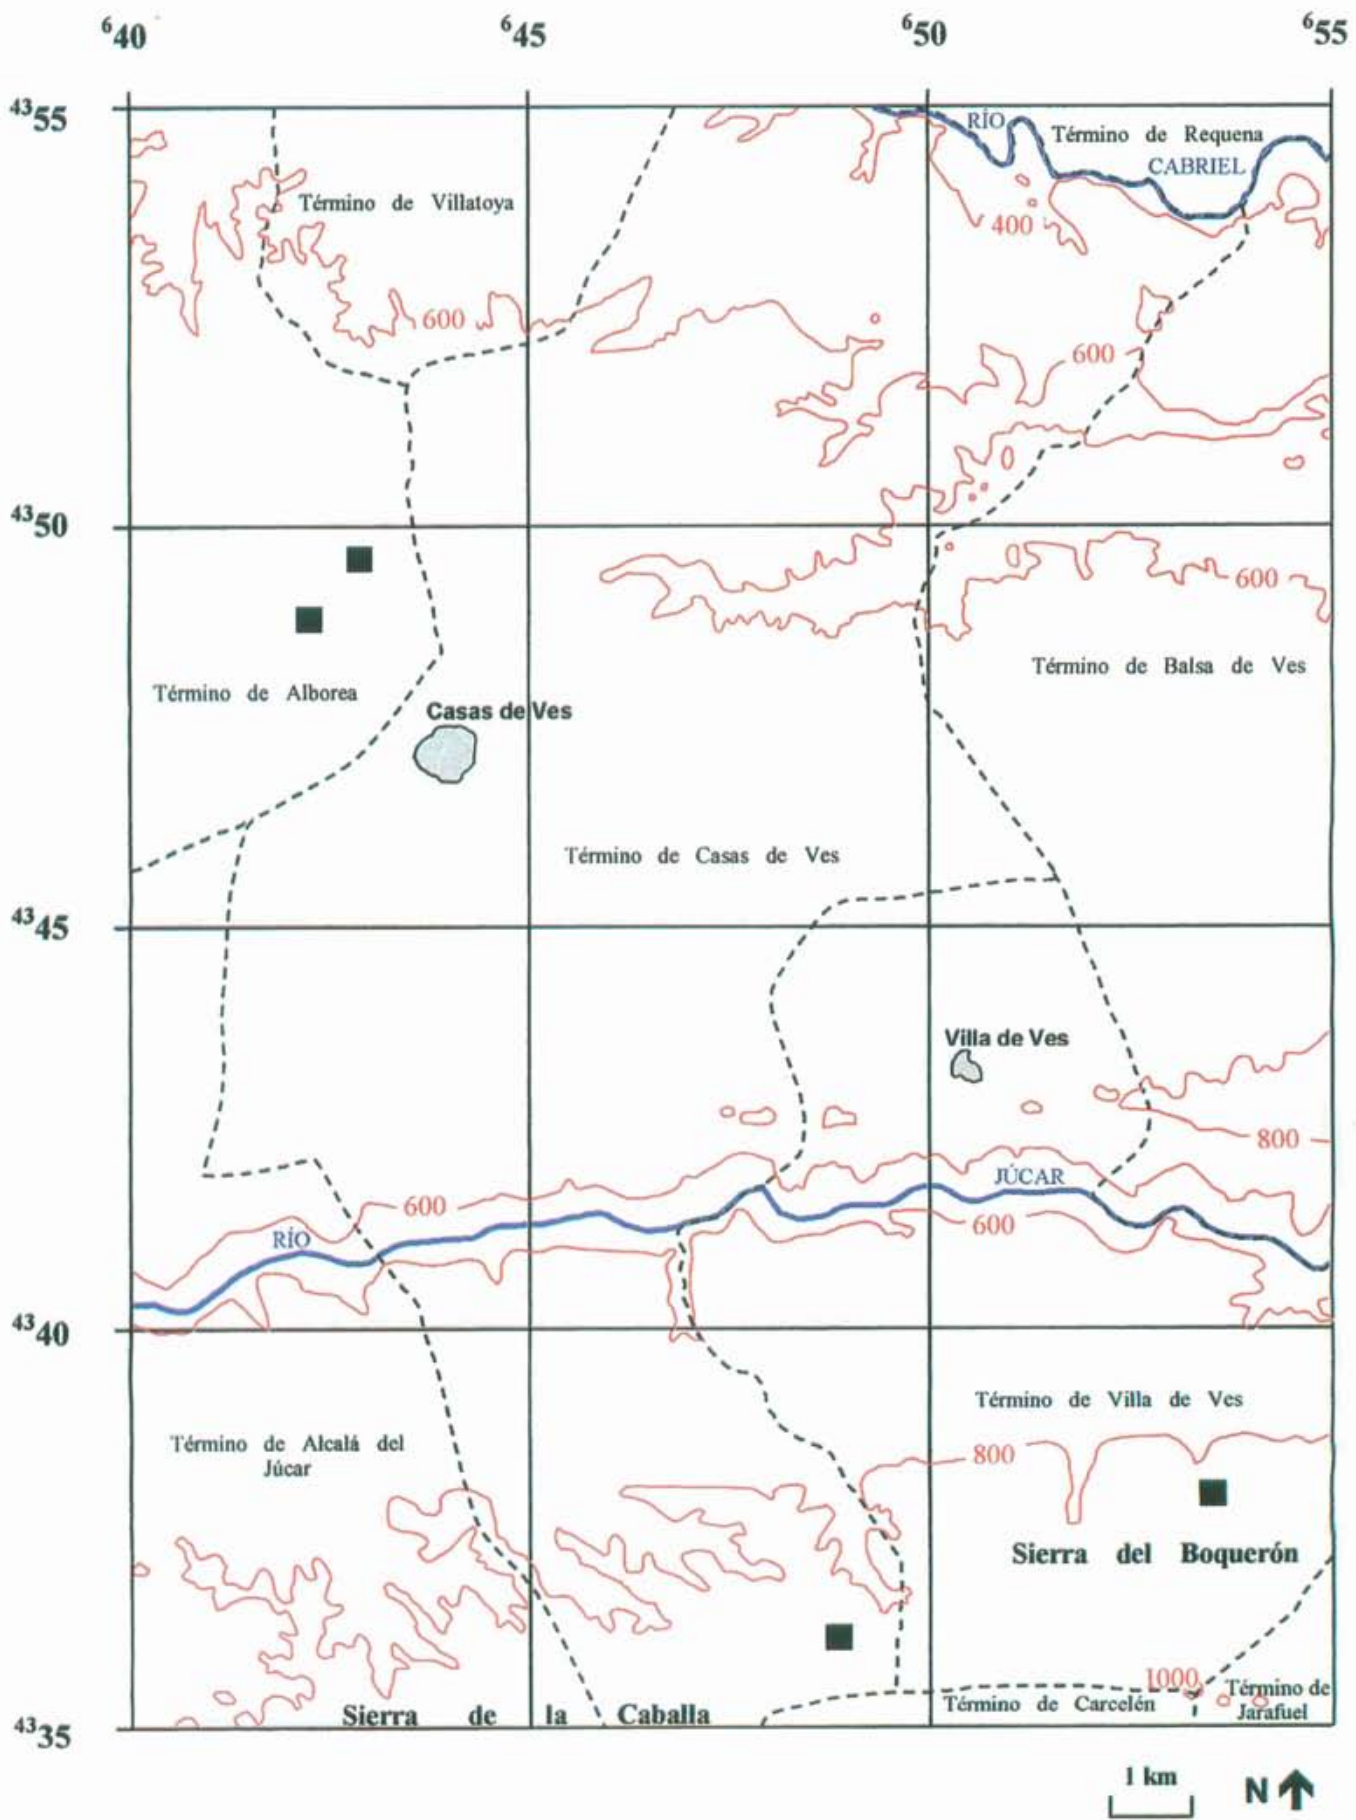 ⁶40
⁶45
⁶50
⁶55
⁴³55
RÍO
Término de Requena
CABRIEL
Término de Villatoya
400
600
600
⁴³50
600
Término de Balsa de Ves
Término de Alborea
Casas de Ves
Término de Casas de Ves
⁴³45
Villa de Ves
800
JÚCAR
600
600
RÍO
⁴³40
Término de Villa de Ves
Término de Alcalá del
Júcar
800
Sierra del Boquerón
1000
Término de Carcelén
Término de
Jarafuel
Sierra de la Caballa
⁴³35
1 km
N